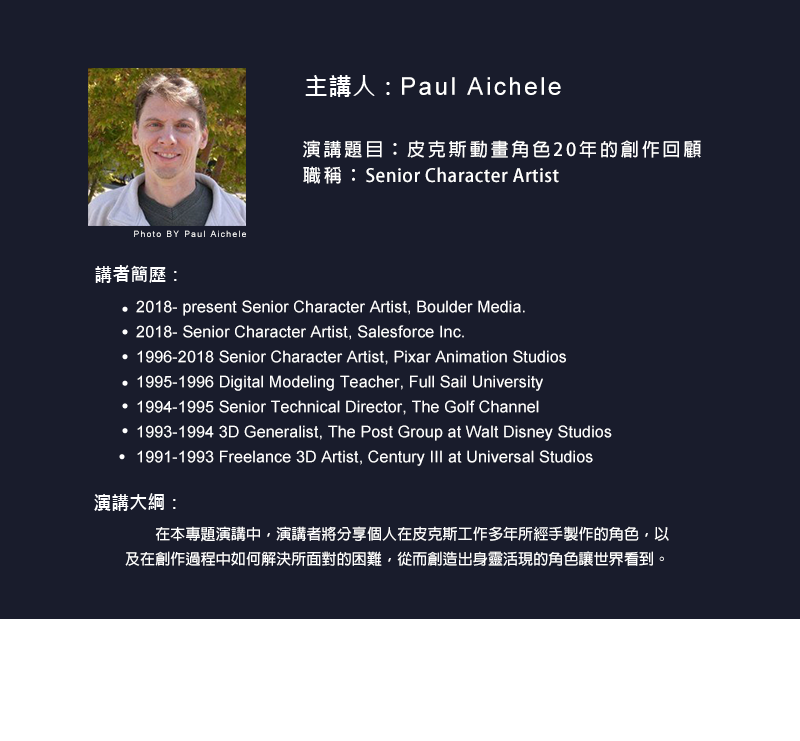 主講人：Paul Aichele
演講題目：皮克斯動畫角色20年的創作回顧
職稱：Senior Character Artist
Photo BY Paul Aichele
講者簡歷：
• 2018- present Senior Character Artist, Boulder Media.
• 2018- Senior Character Artist, Salesforce Inc.
• 1996-2018 Senior Character Artist, Pixar Animation Studios
• 1995-1996 Digital Modeling Teacher, Full Sail University
• 1994-1995 Senior Technical Director, The Golf Channel
• 1993-1994 3D Generalist, The Post Group at Walt Disney Studios
• 1991-1993 Freelance 3D Artist, Century III at Universal Studios
演講大綱：
在本專題演講中，演講者將分享個人在皮克斯工作多年所經手製作的角色，以
及在創作過程中如何解決所面對的困難，從而創造出身靈活現的角色讓世界看到。